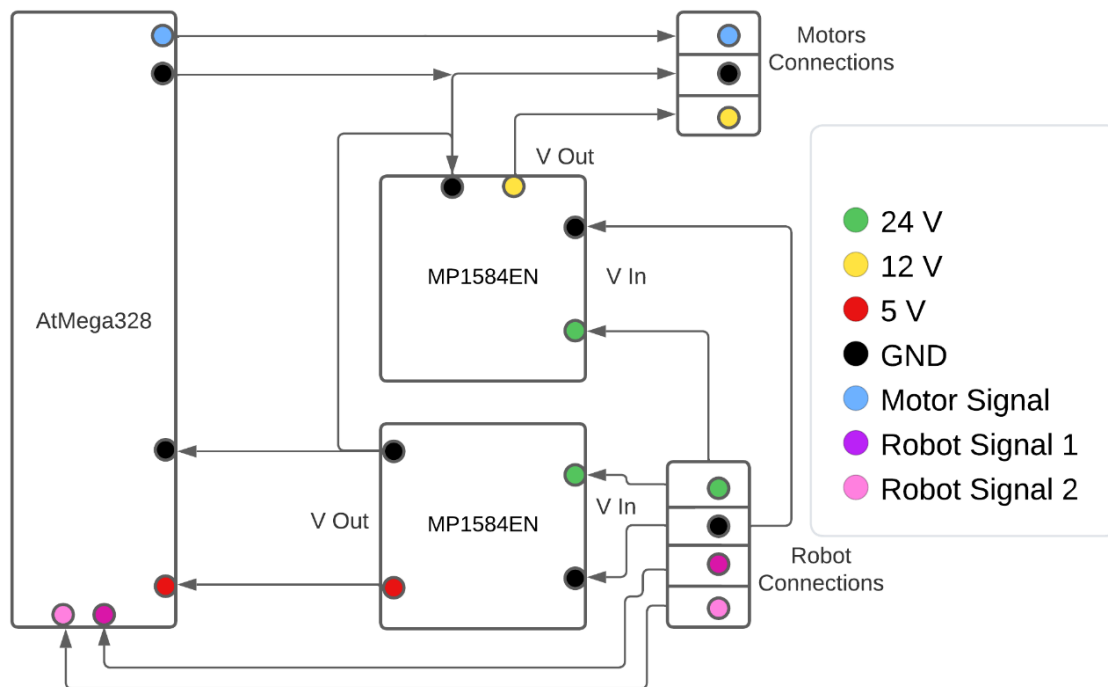 Motors
Connections
V Out
MP1584EN
V In
AtMega328
24 V
12 V
5 V
GND
Motor Signal
Robot Signal 1
Robot Signal 2
V In
V Out
MP1584EN
Robot
Connections